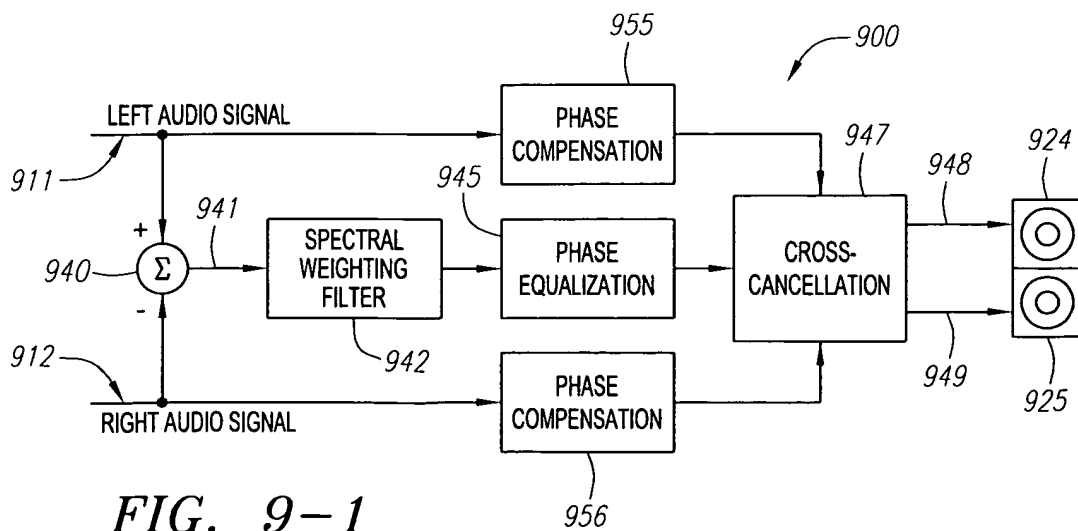 955
900
LEFT AUDIO SIGNAL
PHASE
COMPENSATION
947
924
911
948
945
941
+
940
Σ
SPECTRAL
WEIGHTING
FILTER
PHASE
EQUALIZATION
CROSS-
CANCELLATION
-
912
942
949
925
RIGHT AUDIO SIGNAL
PHASE
COMPENSATION
956
FIG. 9-1